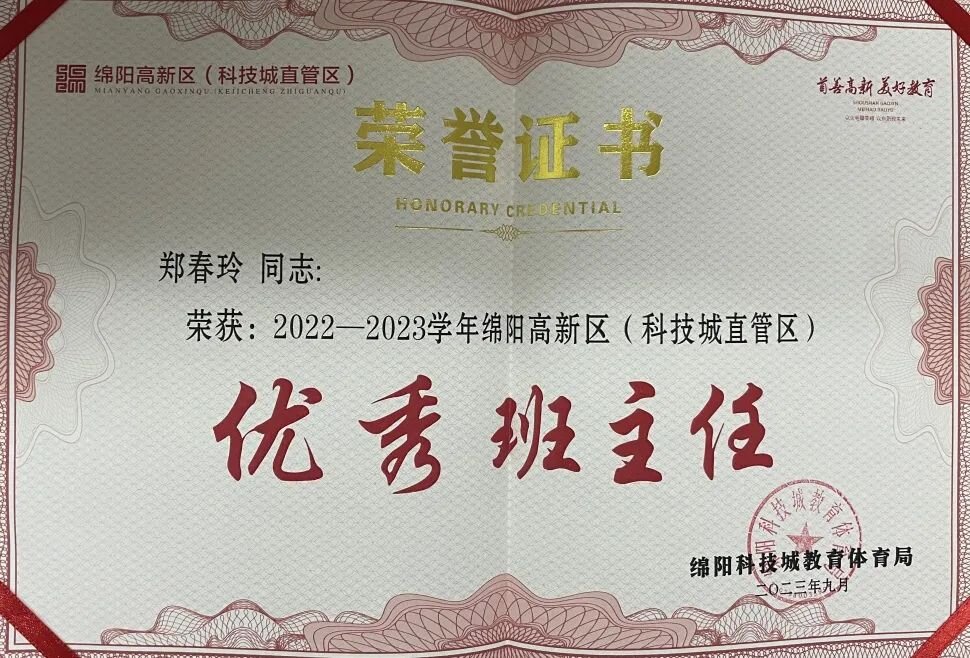 绵阳高新区（科技城直管区）
MIANYANG GAOXINQU (KEJICHENG ZHIGUANQU)
首善高新 美好教育
SHOUSHAN GAOXIN
MEIHAO JIAOYU
荣誉证书
HONORARY CREDENTIAL
郑春玲 同志:
荣获：2022—2023学年绵阳高新区（科技城直管区）
优秀班主任
绵阳科技城教育体育局
二〇二三年九月